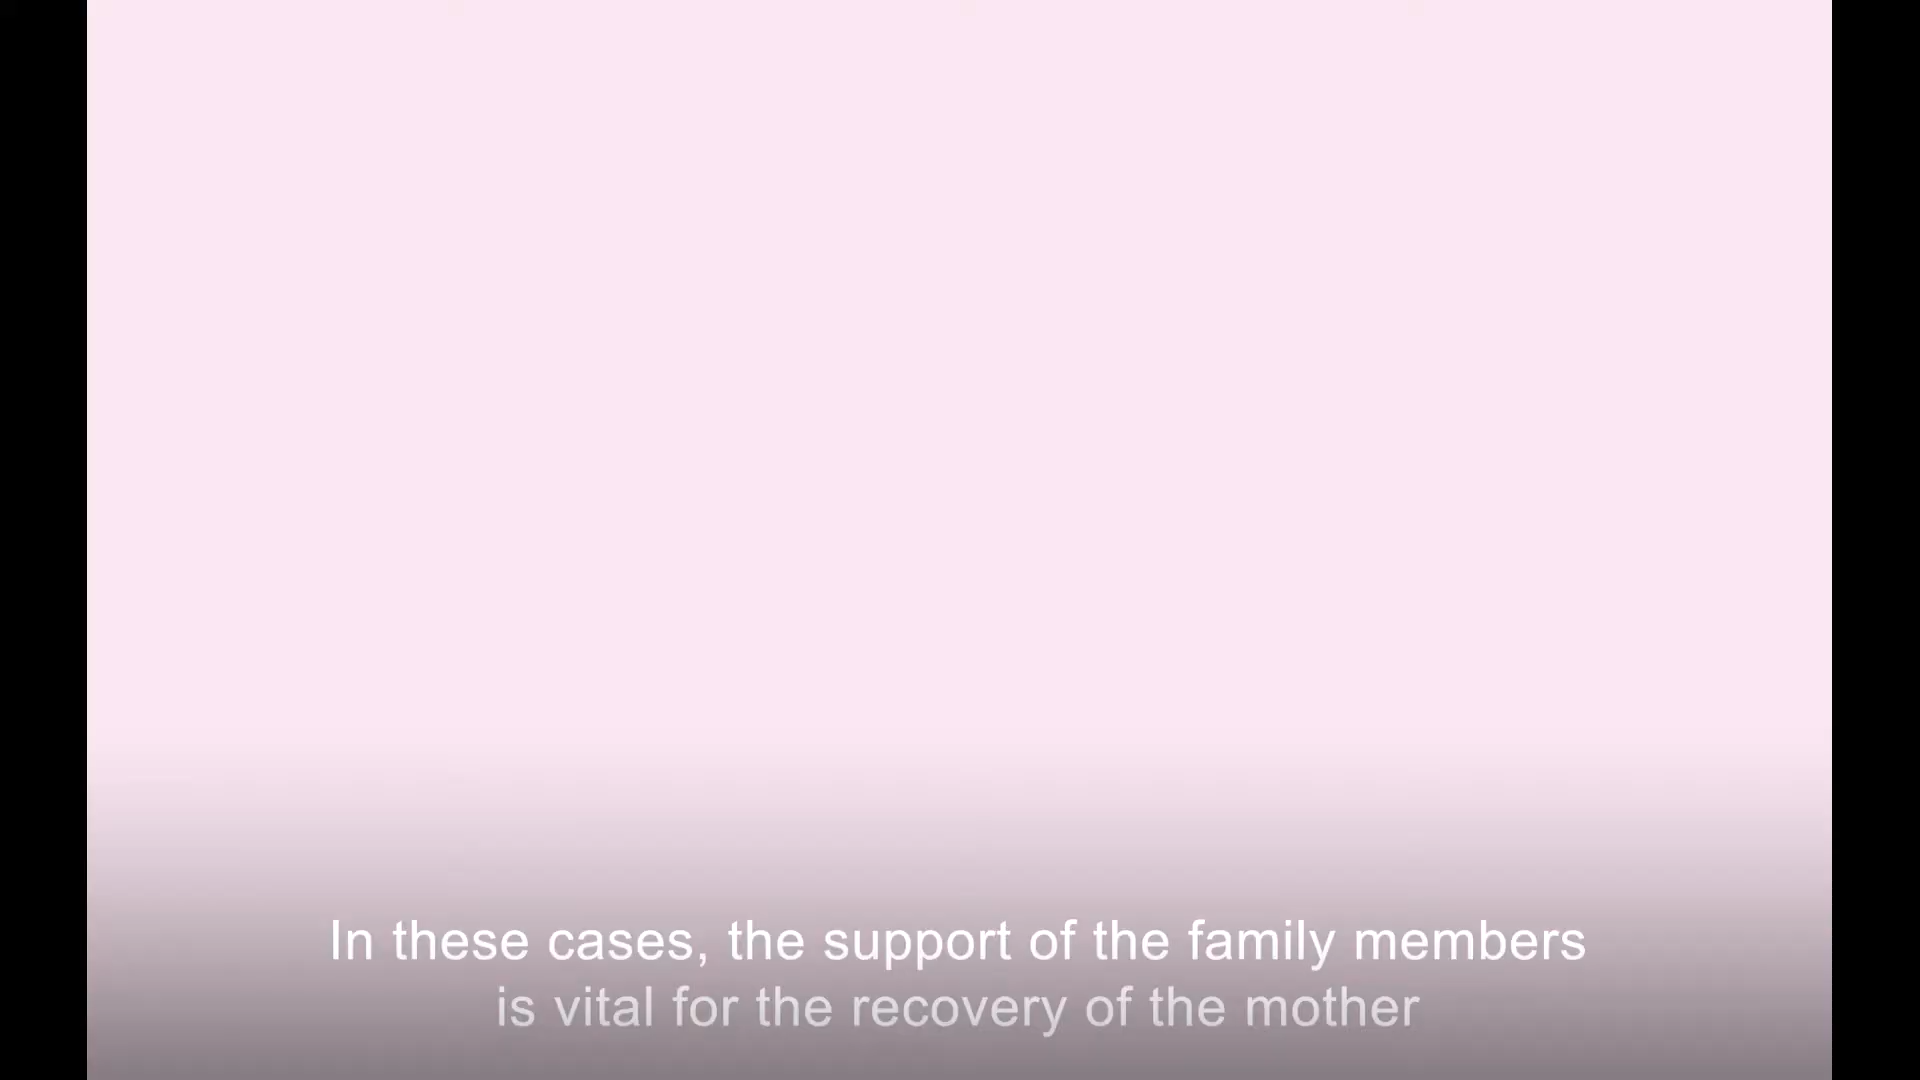 In these cases, the support of the family members
is vital for the recovery of the mother